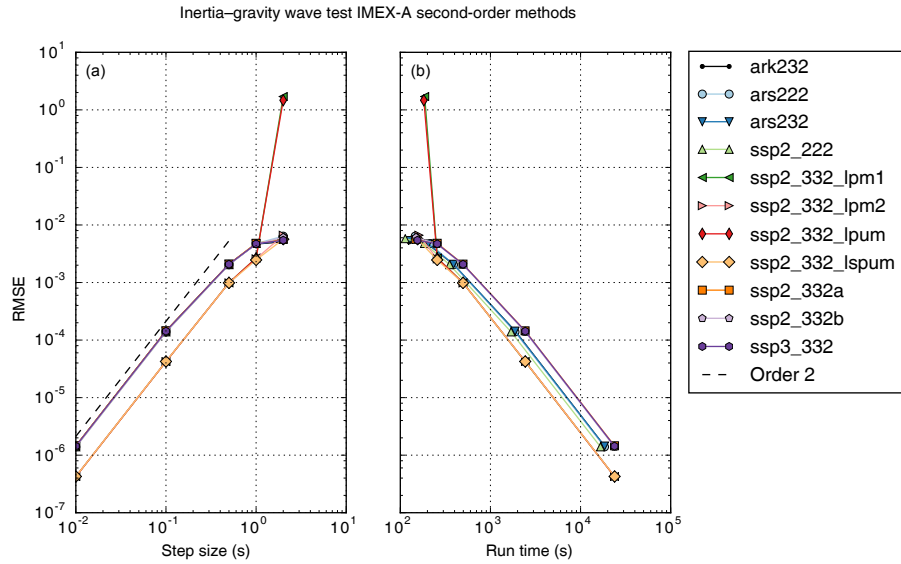 Inertia–gravity wave test IMEX-A second-order methods
(a)
(b)
10^1
10^0
10^-1
10^-2
10^-3
10^-4
10^-5
10^-6
10^-7
RMSE
10^-2 10^-1 10^0 10^1
Step size (s)
10^2 10^3 10^4 10^5
Run time (s)
ark232
ars222
ars232
ssp2_222
ssp2_332_lpm1
ssp2_332_lpm2
ssp2_332_lpum
ssp2_332_lspum
ssp2_332a
ssp2_332b
ssp3_332
Order 2